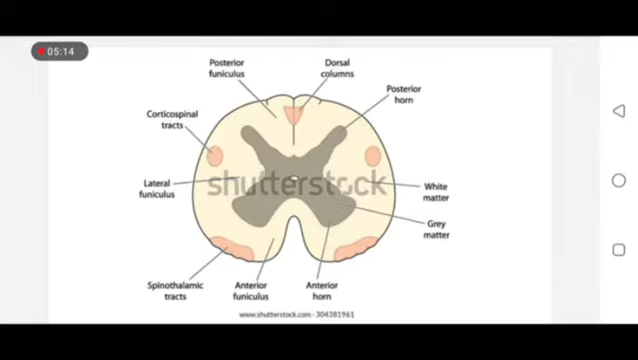 05:14
Posterior
funiculus
Dorsal
columns
Posterior
horn
Corticospinal
tracts
Lateral
funiculus
shutterstock
White
matter
Grey
matter
Spinothalamic
tracts
Anterior
funiculus
Anterior
horn
www.shutterstock.com · 304381961